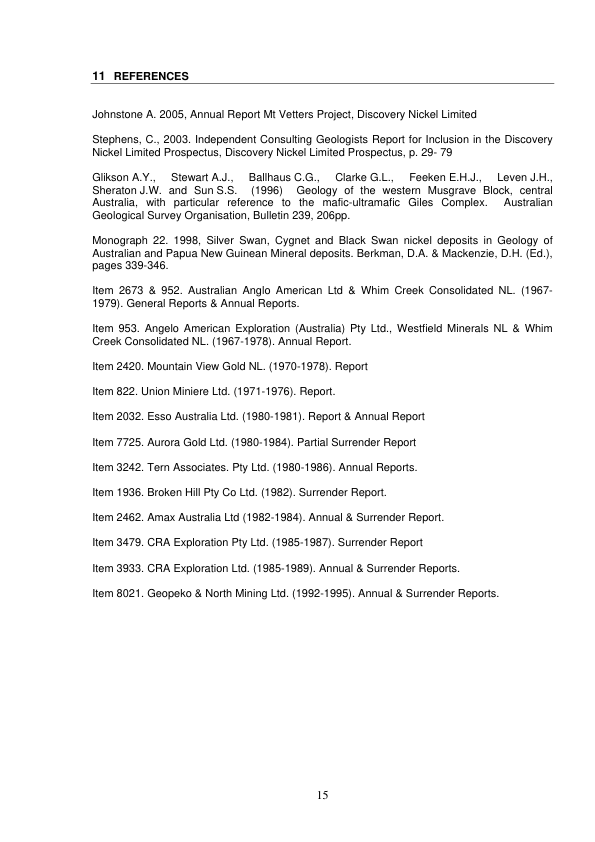 11 REFERENCES
Johnstone A. 2005, Annual Report Mt Vetters Project, Discovery Nickel Limited
Stephens, C., 2003. Independent Consulting Geologists Report for Inclusion in the Discovery
Nickel Limited Prospectus, Discovery Nickel Limited Prospectus, p. 29- 79
Glikson A.Y., Stewart A.J., Ballhaus C.G., Clarke G.L., Feeken E.H.J., Leven J.H.,
Sheraton J.W. and Sun S.S. (1996) Geology of the western Musgrave Block, central
Australia, with particular reference to the mafic-ultramafic Giles Complex. Australian
Geological Survey Organisation, Bulletin 239, 206pp.
Monograph 22. 1998, Silver Swan, Cygnet and Black Swan nickel deposits in Geology of
Australian and Papua New Guinean Mineral deposits. Berkman, D.A. & Mackenzie, D.H. (Ed.),
pages 339-346.
Item 2673 & 952. Australian Anglo American Ltd & Whim Creek Consolidated NL. (1967-
1979). General Reports & Annual Reports.
Item 953. Angelo American Exploration (Australia) Pty Ltd., Westfield Minerals NL & Whim
Creek Consolidated NL. (1967-1978). Annual Report.
Item 2420. Mountain View Gold NL. (1970-1978). Report
Item 822. Union Miniere Ltd. (1971-1976). Report.
Item 2032. Esso Australia Ltd. (1980-1981). Report & Annual Report
Item 7725. Aurora Gold Ltd. (1980-1984). Partial Surrender Report
Item 3242. Tern Associates. Pty Ltd. (1980-1986). Annual Reports.
Item 1936. Broken Hill Pty Co Ltd. (1982). Surrender Report.
Item 2462. Amax Australia Ltd (1982-1984). Annual & Surrender Report.
Item 3479. CRA Exploration Pty Ltd. (1985-1987). Surrender Report
Item 3933. CRA Exploration Ltd. (1985-1989). Annual & Surrender Reports.
Item 8021. Geopeko & North Mining Ltd. (1992-1995). Annual & Surrender Reports.
15